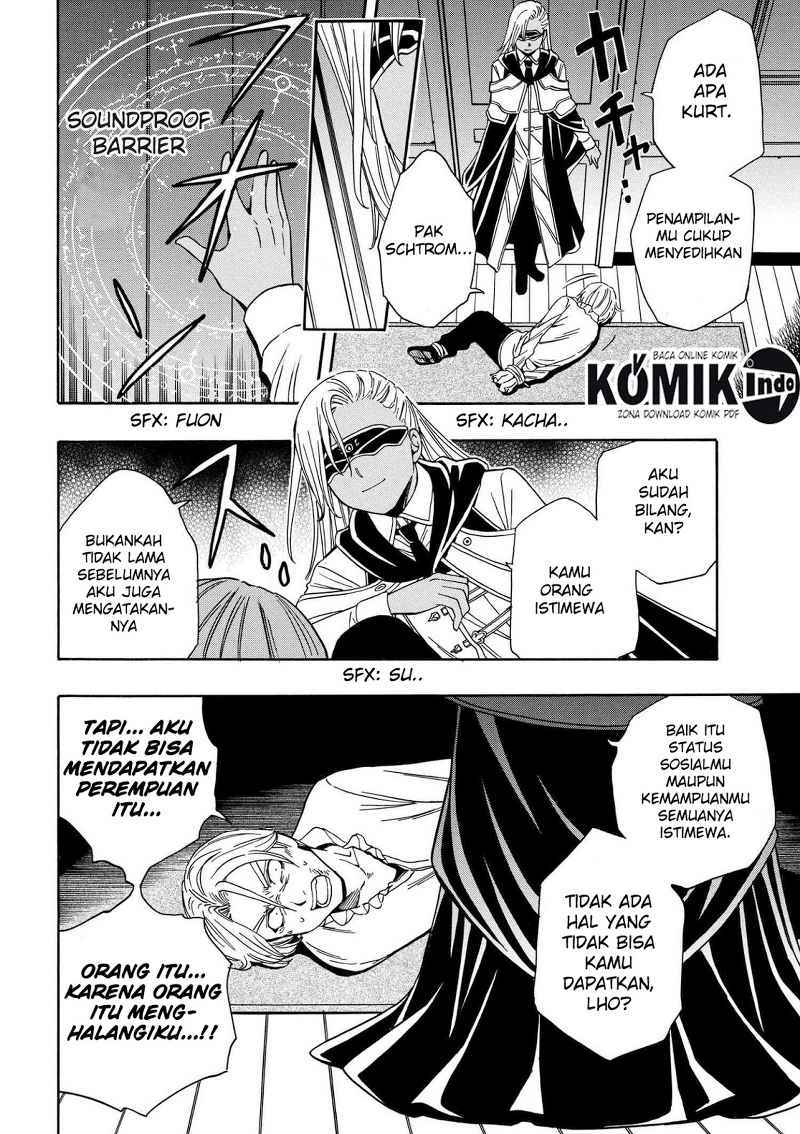 ADA
APA
KURT.
PENAMPILAN-
MU CUKUP
MENYEDIHKAN
カチャ...
PAK
SCHTROM...
SOUNDPROOF
BARRIER
BACA ONLINE KOMIK
KOMIK Indo
ZONA DOWNLOAD KOMIK PDF
SFX: FUON
SFX: KACHA..
AKU
SUDAH
BILANG,
KAN?
KAMU
ORANG
ISTIMEWA
BUKANKAH
TIDAK LAMA
SEBELUMNYA
AKU JUGA
MENGATAKAN-
NYA
SFX: SU..
BAIK ITU
STATUS
SOSIALMU
MAUPUN
KEMAMPUANMU
SEMUANYA
ISTIMEWA.
TIDAK ADA
HAL YANG
TIDAK BISA
KAMU
DAPATKAN,
LHO?
TAPI... AKU
TIDAK BISA
MENDAPATKAN
PEREMPUAN
ITU...
ORANG ITU...
KARENA ORANG
ITU MENG-
HALANGIKU...!!